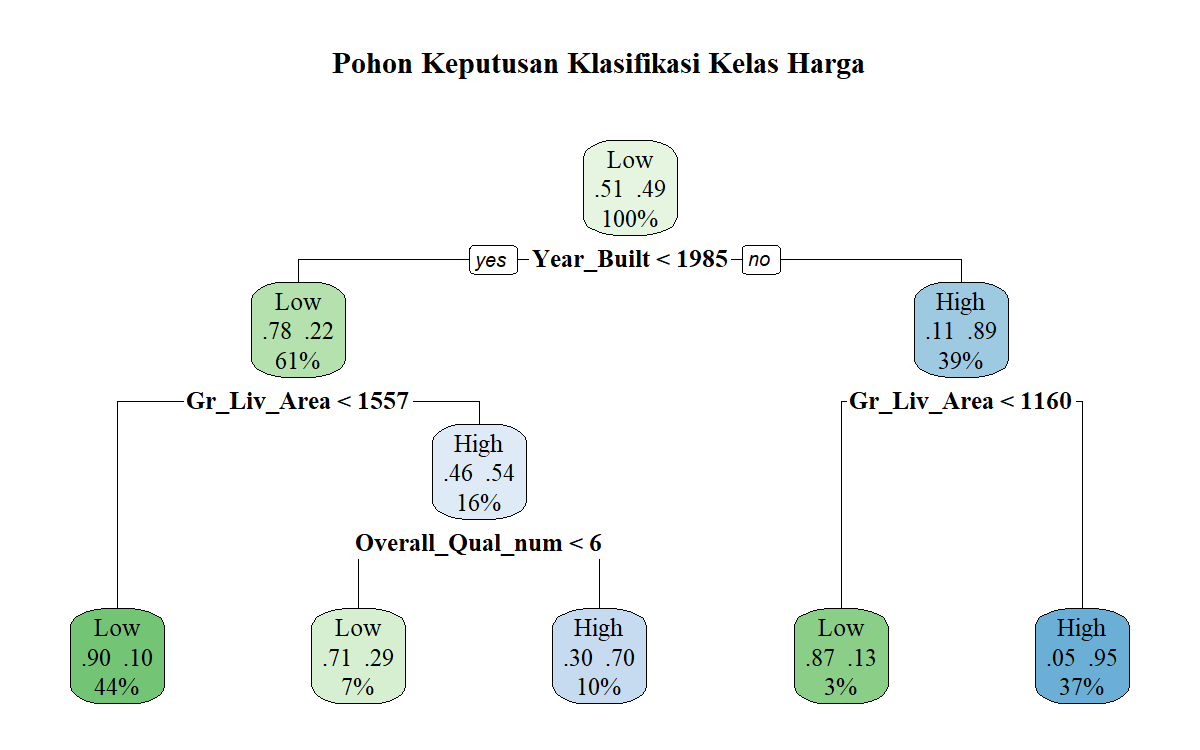 Pohon Keputusan Klasifikasi Kelas Harga
Low
.51 .49
100%
yes Year_Built < 1985 no
Low
.78 .22
61%
High
.11 .89
39%
Gr_Liv_Area < 1557
Gr_Liv_Area < 1160
High
.46 .54
16%
Overall_Qual_num < 6
Low
.90 .10
44%
Low
.71 .29
7%
High
.30 .70
10%
Low
.87 .13
3%
High
.05 .95
37%